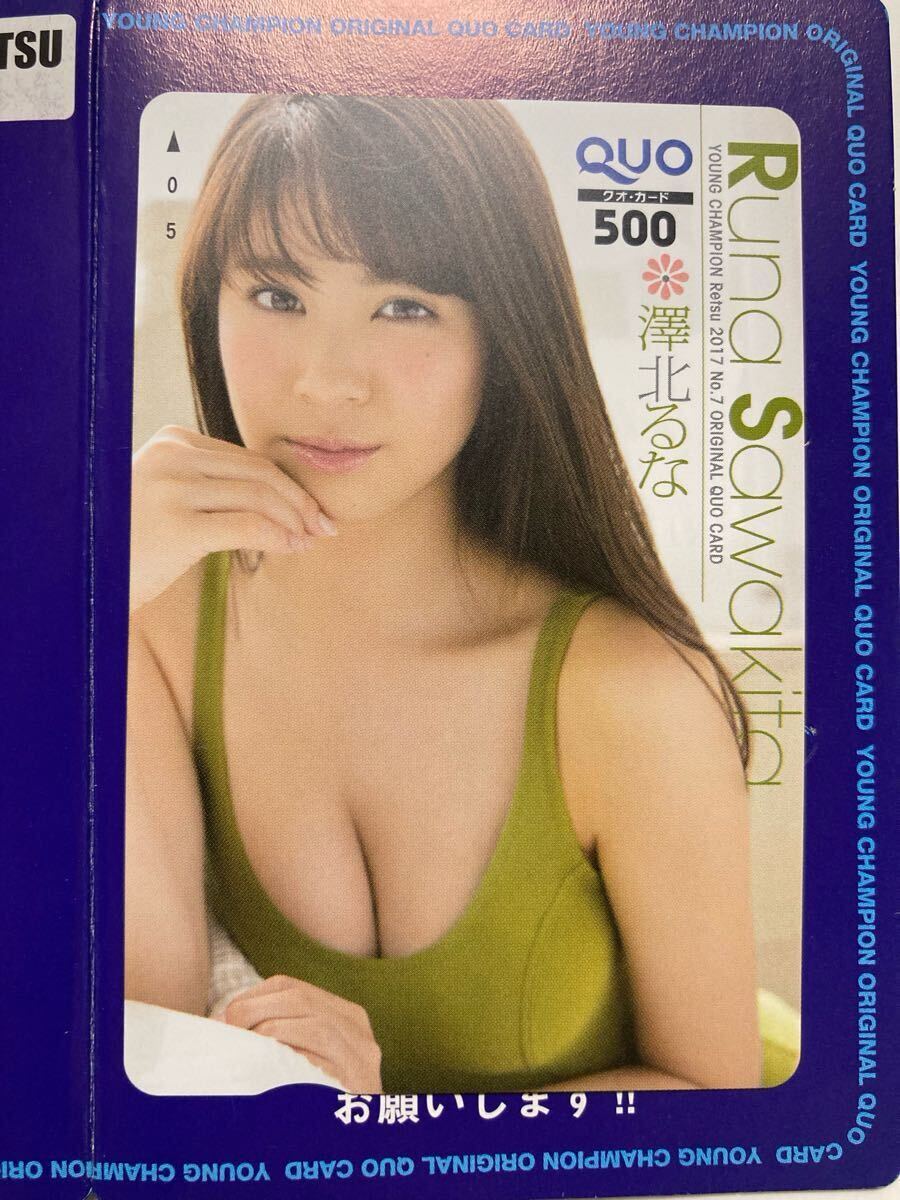 TSU
YOUNG CHAMPION ORIGINAL QUO CARD YOUNG CHAMPION ORIGINAL QUO CARD YOUNG CHAMPION ORIGINAL QUO CARD YOUNG CHAMPION ORIGINAL QUO
CARD YOUNG CHAMPION ORIGINAL QUO CARD YOUNG CHAMPION ORIGIN
0
5
QUO
クオ・カード
500
澤北るな
Runa Sawakita
YOUNG CHAMPION Retsu 2017 No.7 ORIGINAL QUO CARD
お願いします!!